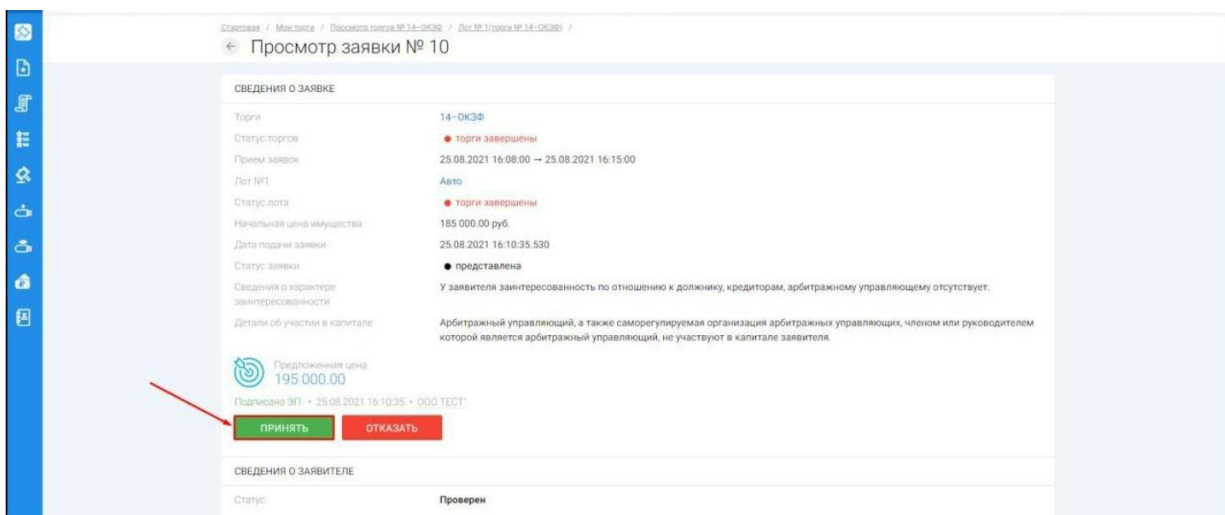 Стартовая / Мои торги / Просмотр торгов № 14-ОКЗФ / Лот № 1(торги № 14-ОКЗФ) /
← Просмотр заявки № 10
СВЕДЕНИЯ О ЗАЯВКЕ
Торги 14-ОКЗФ
Статус торгов ● торги завершены
Прием заявок 25.08.2021 16:08:00 → 25.08.2021 16:15:00
Лот №1 Авто
Статус лота ● торги завершены
Начальная цена имущества 185 000.00 руб.
Дата подачи заявки 25.08.2021 16:10:35.530
Статус заявки ● представлена
Сведения о характере заинтересованности У заявителя заинтересованность по отношению к должнику, кредиторам, арбитражному управляющему отсутствует.
Детали об участии в капитале Арбитражный управляющий, а также саморегулируемая организация арбитражных управляющих, членом или руководителем
которой является арбитражный управляющий, не участвуют в капитале заявителя.
Предложенная цена
195 000.00
Подписано ЭП • 25.08.2021 16:10:35 • ООО ТЕСТ"
ПРИНЯТЬ ОТКАЗАТЬ
СВЕДЕНИЯ О ЗАЯВИТЕЛЕ
Статус Проверен